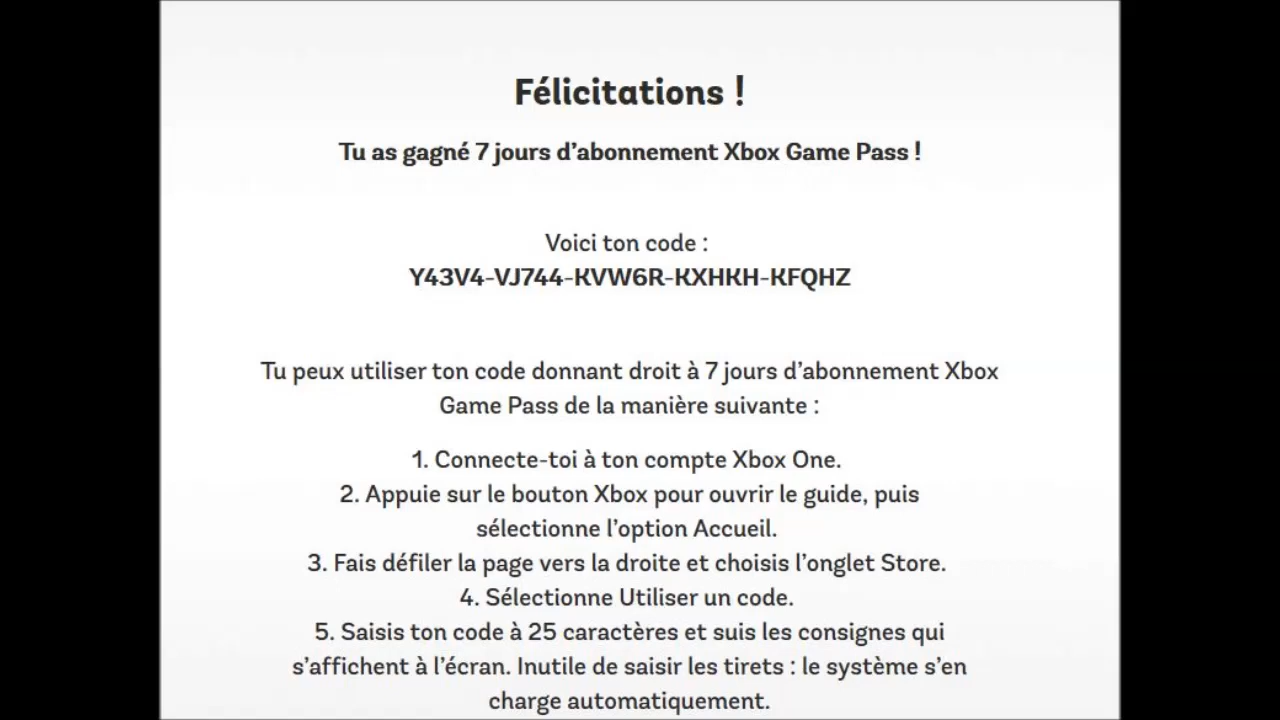 Félicitations !
Tu as gagné 7 jours d’abonnement Xbox Game Pass !
Voici ton code :
Y43V4-VJ744-KVW6R-KXHKH-KFQHZ
Tu peux utiliser ton code donnant droit à 7 jours d’abonnement Xbox
Game Pass de la manière suivante :
1. Connecte-toi à ton compte Xbox One.
2. Appuie sur le bouton Xbox pour ouvrir le guide, puis
sélectionne l’option Accueil.
3. Fais défiler la page vers la droite et choisis l’onglet Store.
4. Sélectionne Utiliser un code.
5. Saisis ton code à 25 caractères et suis les consignes qui
s’affichent à l’écran. Inutile de saisir les tirets : le système s’en
charge automatiquement.